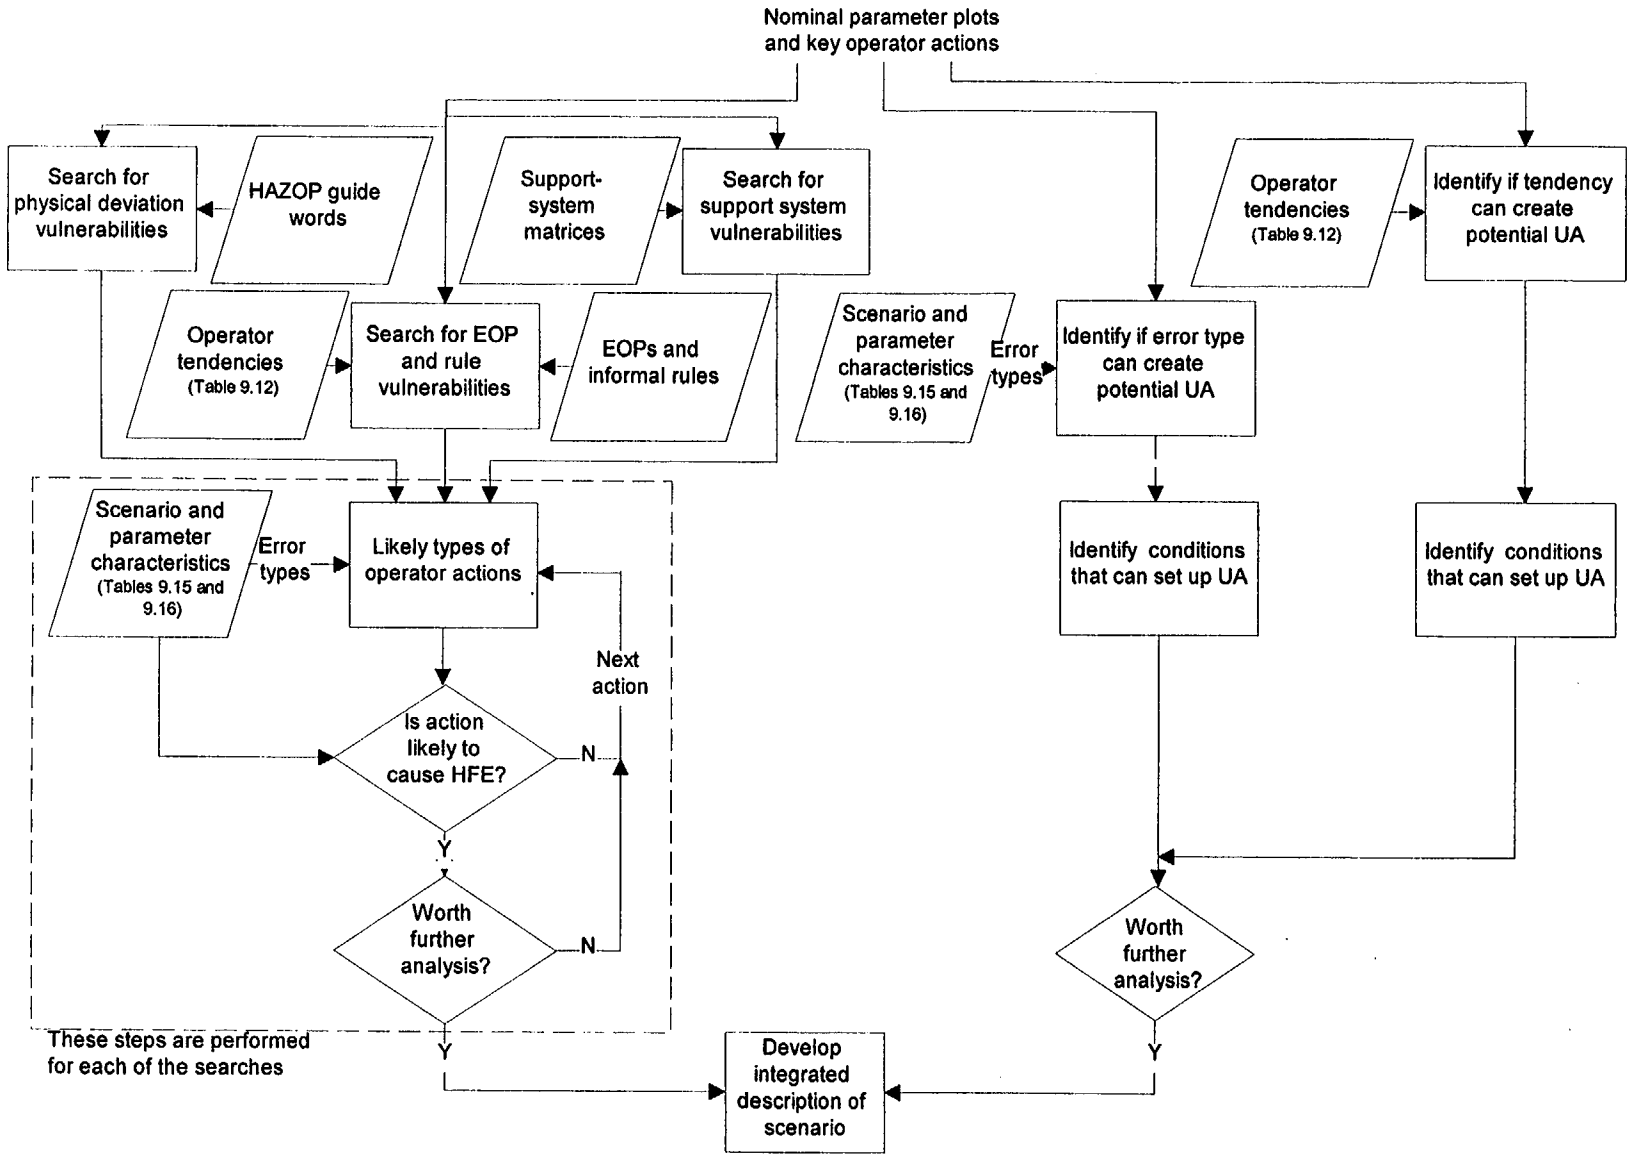 Nominal parameter plots
and key operator actions
Search for
physical deviation
vulnerabilities
HAZOP guide
words
Support-
system
matrices
Search for
support system
vulnerabilities
Operator
tendencies
(Table 9.12)
Identify if tendency
can create
potential UA
Operator
tendencies
(Table 9.12)
Search for EOP
and rule
vulnerabilities
EOPs and
informal rules
Scenario and
parameter
characteristics
(Tables 9.15 and
9.16)
Error
types
Identify if error type
can create
potential UA
Scenario and
parameter
characteristics
(Tables 9.15 and
9.16)
Error
types
Likely types of
operator actions
Identify conditions
that can set up UA
Identify conditions
that can set up UA
Next
action
Is action
likely to
cause HFE?
N
Y
Worth
further
analysis?
N
Worth
further
analysis?
These steps are performed
for each of the searches
Y
Y
Develop
integrated
description of
scenario